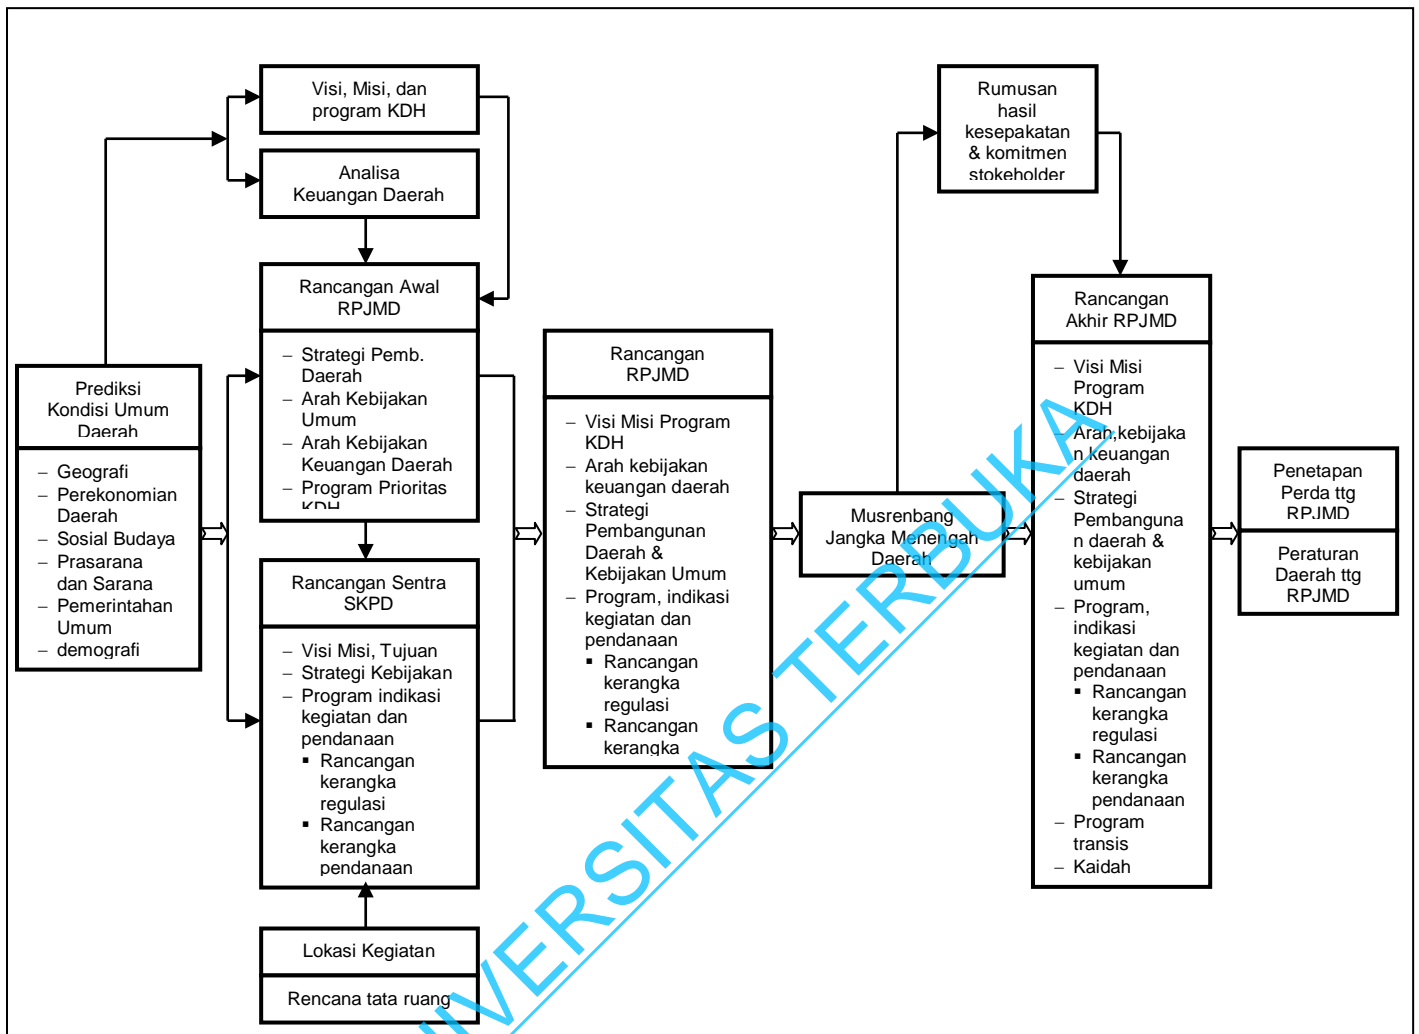 Visi, Misi, dan
program KDH
Analisa
Keuangan Daerah
Rancangan Awal
RPJMD
– Strategi Pemb.
Daerah
– Arah Kebijakan
Umum
– Arah Kebijakan
Keuangan Daerah
– Program Prioritas
KDH
Prediksi
Kondisi Umum
Daerah
– Geografi
– Perekonomian
Daerah
– Sosial Budaya
– Prasarana
dan Sarana
– Pemerintahan
Umum
– demografi
Rancangan Sentra
SKPD
– Visi Misi, Tujuan
– Strategi Kebijakan
– Program indikasi
kegiatan dan
pendanaan
▪ Rancangan
kerangka
regulasi
▪ Rancangan
kerangka
pendanaan
Lokasi Kegiatan
Rencana tata ruang
Rancangan
RPJMD
– Visi Misi Program
KDH
– Arah kebijakan
keuangan daerah
– Strategi
Pembangunan
Daerah &
Kebijakan Umum
– Program, indikasi
kegiatan dan
pendanaan
▪ Rancangan
kerangka
regulasi
▪ Rancangan
kerangka
Musrenbang
Jangka Menengah
Daerah
Rumusan
hasil
kesepakatan
& komitmen
stokeholder
Rancangan
Akhir RPJMD
– Visi Misi
Program
KDH
– Arah,kebijaka
n keuangan
daerah
– Strategi
Pembanguna
n daerah &
kebijakan
umum
– Program,
indikasi
kegiatan dan
pendanaan
▪ Rancangan
kerangka
regulasi
▪ Rancangan
kerangka
pendanaan
– Program
transis
– Kaidah
Penetapan
Perda ttg
RPJMD
Peraturan
Daerah ttg
RPJMD
NIVERSITAS TERBUKA